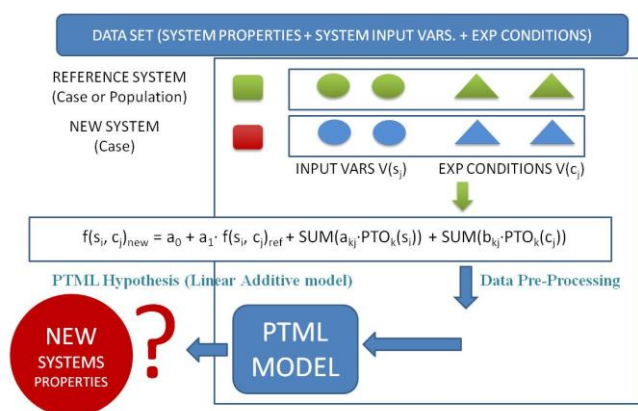 DATA SET (SYSTEM PROPERTIES + SYSTEM INPUT VARS. + EXP CONDITIONS)
REFERENCE SYSTEM
(Case or Population)
NEW SYSTEM
(Case)
INPUT VARS V(sⱼ) EXP CONDITIONS V(cⱼ)
f(sᵢ, cⱼ)new = a₀ + a₁· f(sᵢ, cⱼ)ref + SUM(aₖⱼ·PTOₖ(sᵢ)) + SUM(bₖⱼ·PTOₖ(cⱼ))
PTML Hypothesis (Linear Additive model) Data Pre-Processing
NEW
SYSTEMS
PROPERTIES
?
PTML
MODEL